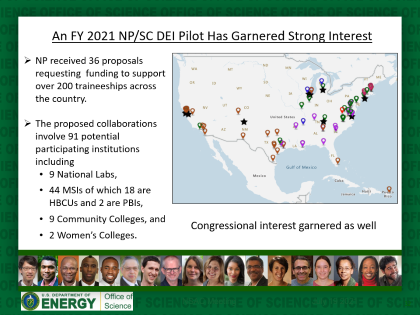 An FY 2021 NP/SC DEI Pilot Has Garnered Strong Interest
➢ NP received 36 proposals
requesting funding to support
over 200 traineeships across
the country.
➢ The proposed collaborations
involve 91 potential
participating institutions
including
• 9 National Labs,
• 44 MSIs of which 18 are
HBCUs and 2 are PBIs,
• 9 Community Colleges, and
• 2 Women's Colleges.
United States
Gulf of Mexico
Mexico
Cuba
Congressional interest garnered as well
U.S. DEPARTMENT OF
ENERGY
Office of
Science